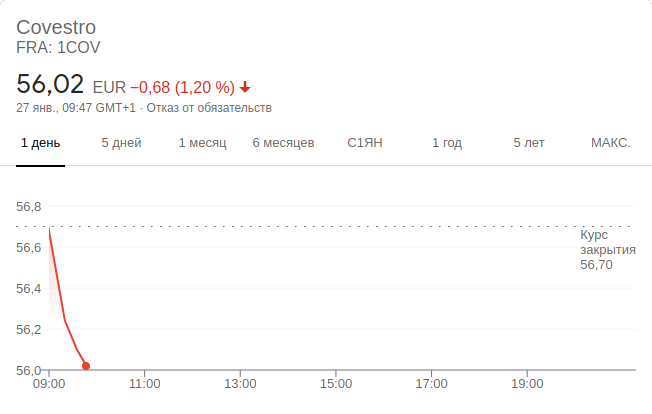 Covestro
FRA: 1COV
56,02 EUR −0,68 (1,20 %)
27 янв., 09:47 GMT+1 · Отказ от обязательств
1 день 5 дней 1 месяц 6 месяцев С1ЯН 1 год 5 лет МАКС.
56,8
Курс
закрытия
56,70
56,6
56,4
56,2
56,0
09:00 11:00 13:00 15:00 17:00 19:00